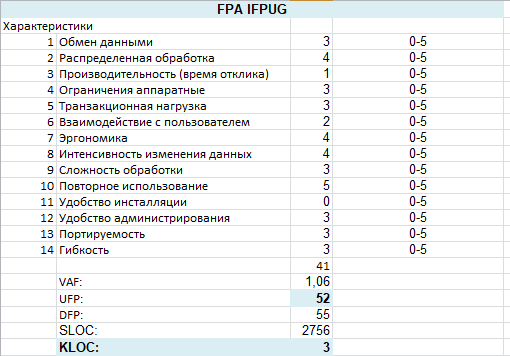 FPA IFPUG
Характеристики
1 Обмен данными 3 0-5
2 Распределенная обработка 4 0-5
3 Производительность (время отклика) 1 0-5
4 Ограничения аппаратные 3 0-5
5 Транзакционная нагрузка 3 0-5
6 Взаимодействие с пользователем 2 0-5
7 Эргономика 4 0-5
8 Интенсивность изменения данных 4 0-5
9 Сложность обработки 3 0-5
10 Повторное использование 5 0-5
11 Удобство инсталляции 0 0-5
12 Удобство администрирования 3 0-5
13 Портируемость 3 0-5
14 Гибкость 3 0-5
41
VAF: 1,06
UFP: 52
DFP: 55
SLOC: 2756
KLOC: 3